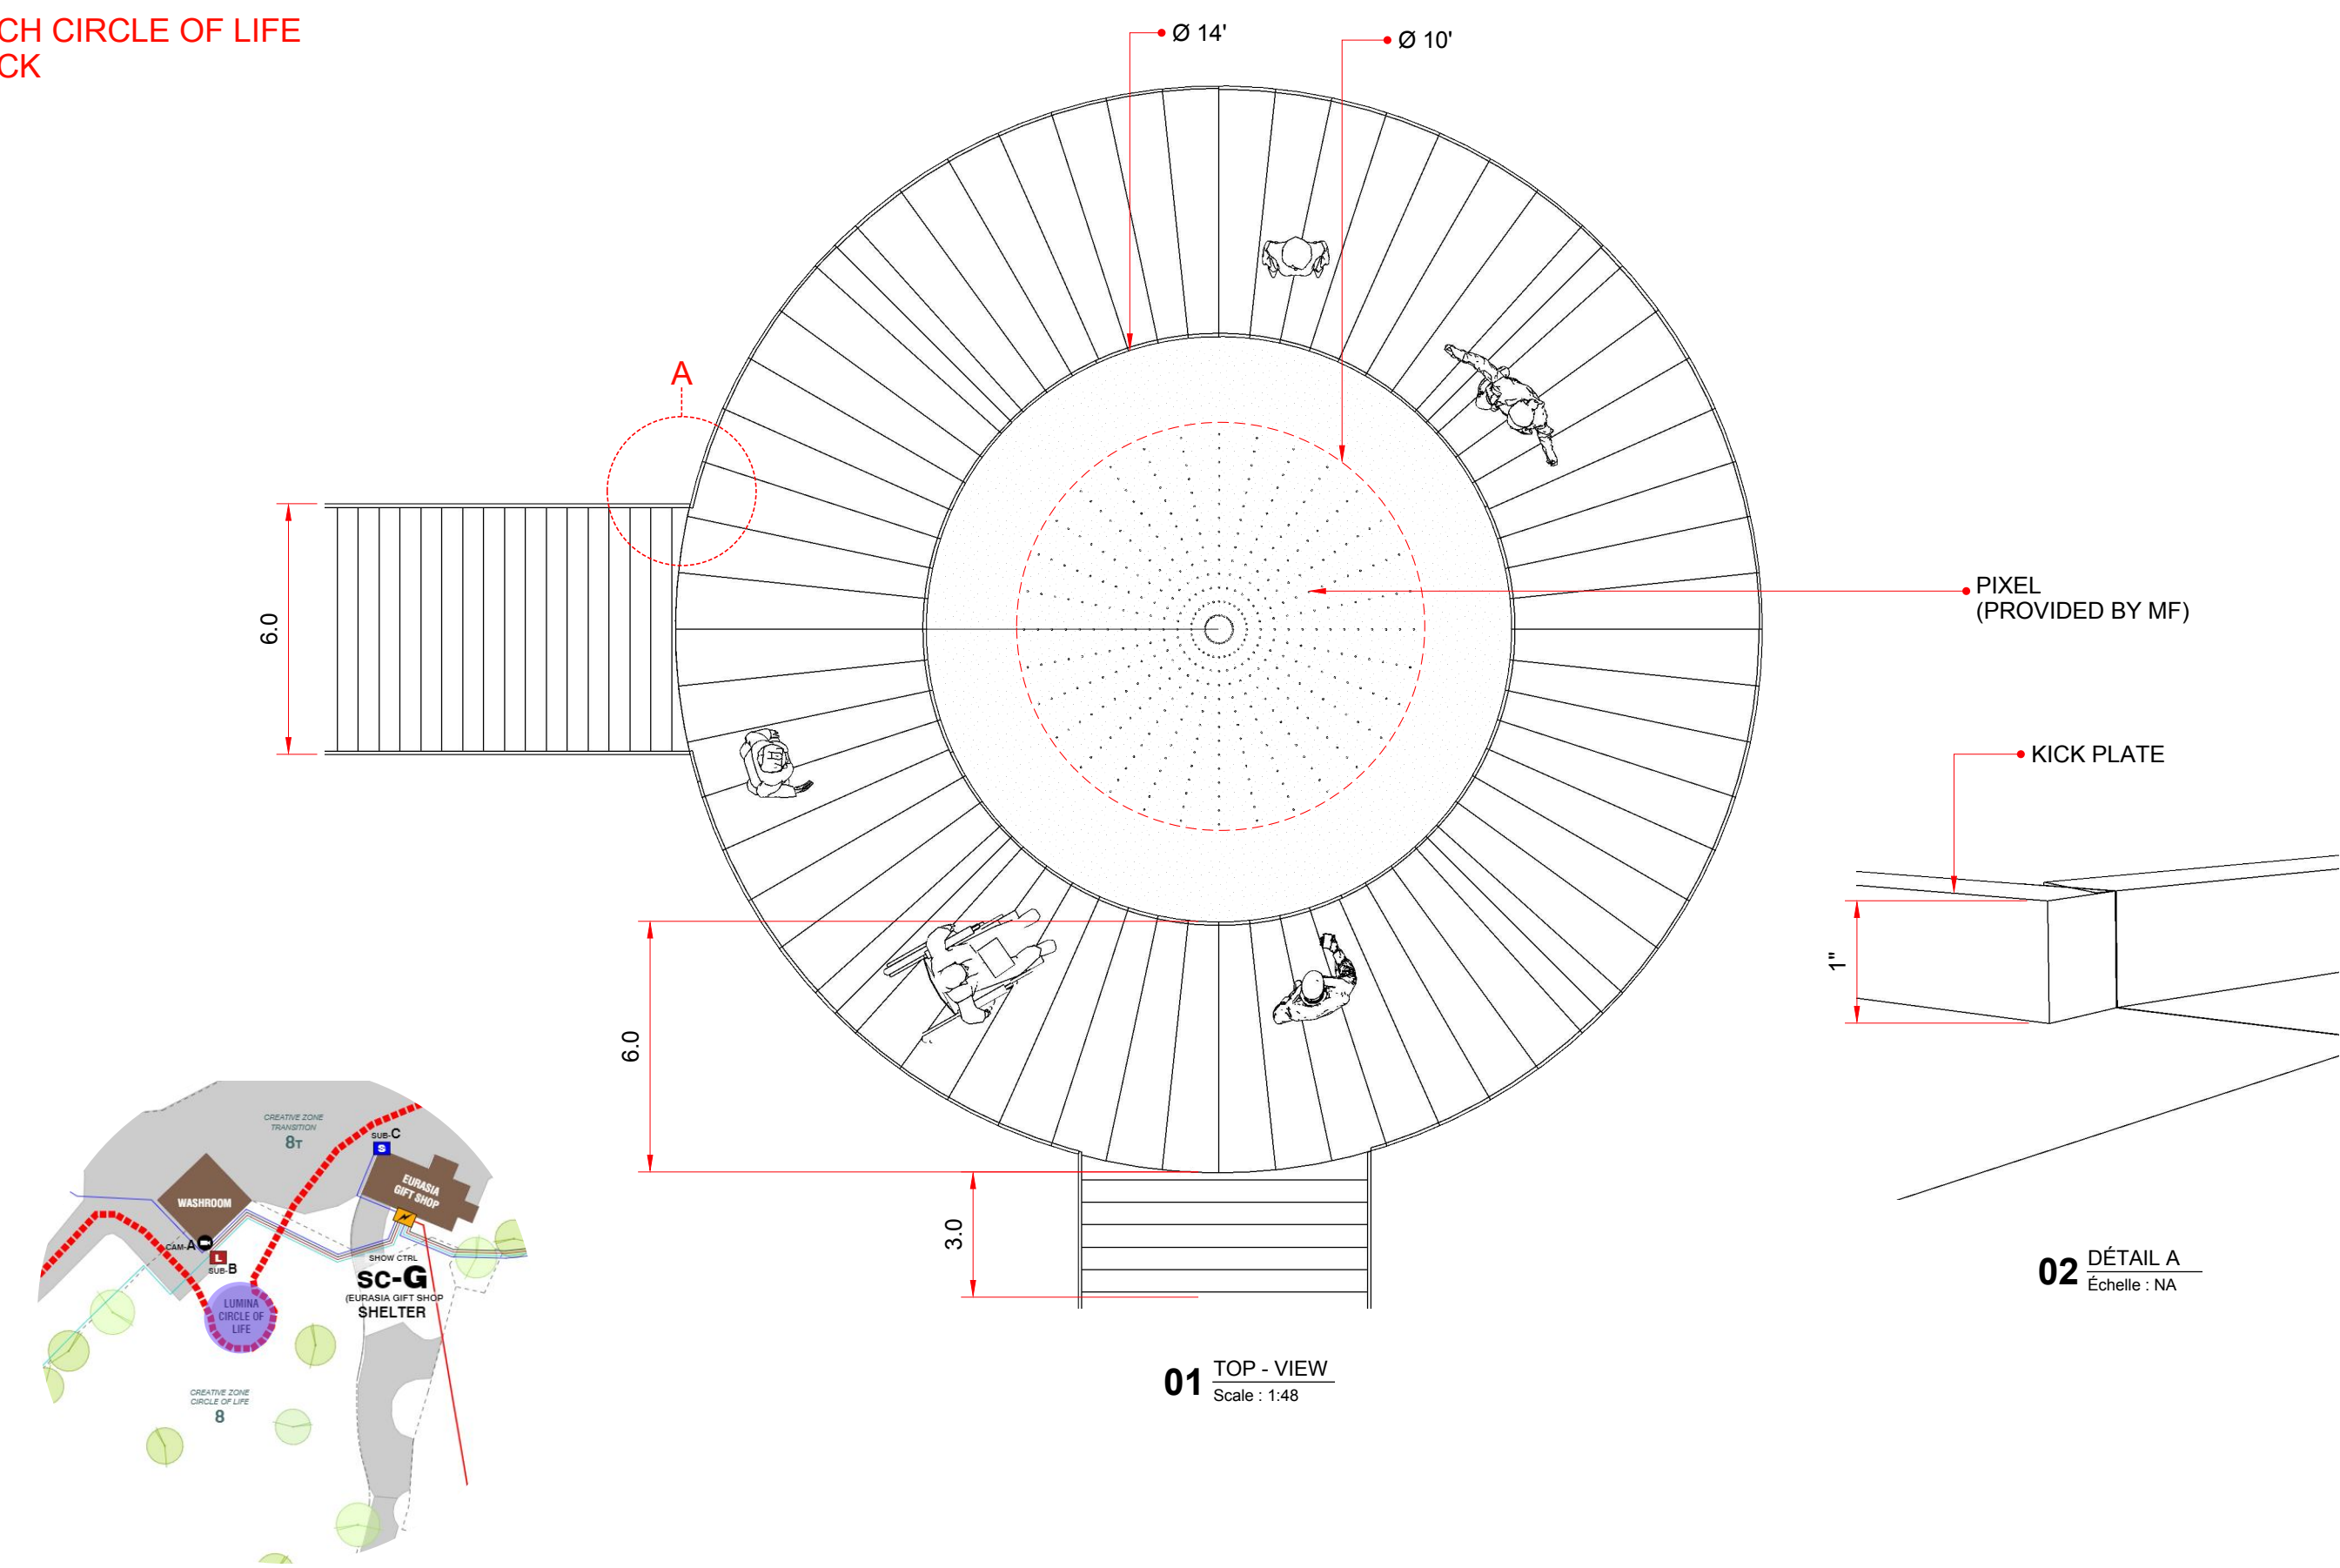 CH CIRCLE OF LIFE
CK
Ø 14'
Ø 10'
A
6.0
PIXEL
(PROVIDED BY MF)
KICK PLATE
1"
6.0
3.0
CREATIVE ZONE
TRANSITION
8T
SUB-C
S
WASHROOM
EURASIA
GIFT SHOP
CAM-A
L
SUB-B
SHOW CTRL
SC-G
(EURASIA GIFT SHOP
SHELTER
LUMINA
CIRCLE OF
LIFE
CREATIVE ZONE
CIRCLE OF LIFE
8
01 TOP - VIEW
Scale : 1:48
02 DÉTAIL A
Échelle : NA